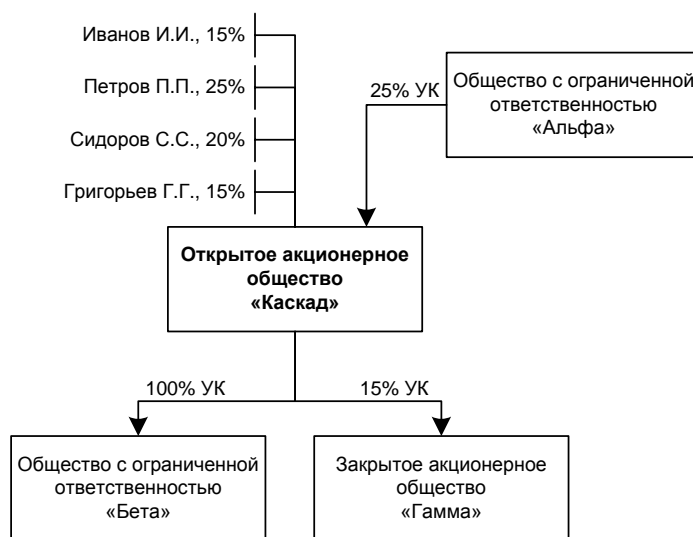 Иванов И.И., 15%
Петров П.П., 25%
Сидоров С.С., 20%
Григорьев Г.Г., 15%
25% УК
Общество с ограниченной
ответственностью
«Альфа»
Открытое акционерное
общество
«Каскад»
100% УК
15% УК
Общество с ограниченной
ответственностью
«Бета»
Закрытое акционерное
общество
«Гамма»